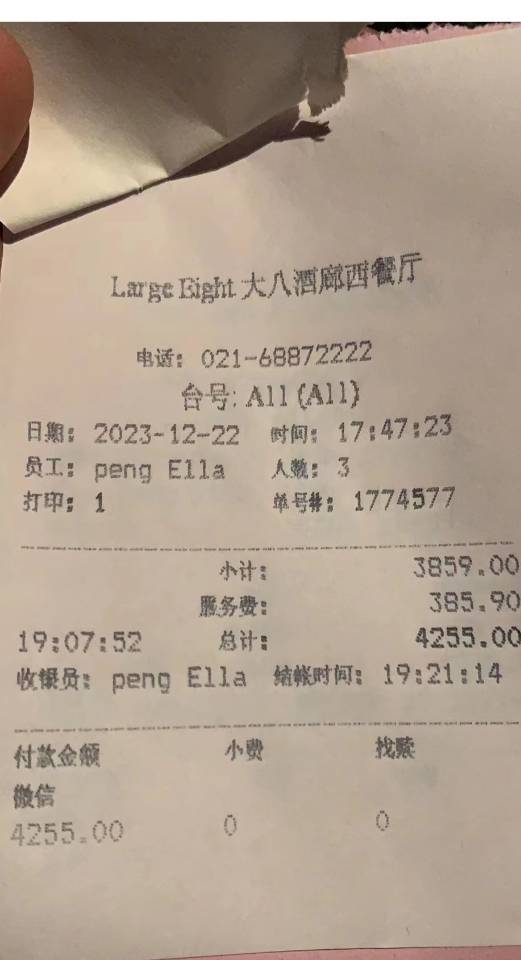 Large Eight 大八酒廊西餐厅
电话: 021-68872222
台号: A11 (A11)
日期: 2023-12-22 时间: 17:47:23
员工: peng Ella 人数: 3
打印: 1 单号#: 1774577
小计: 3859.00
服务费: 385.90
19:07:52 总计: 4255.00
收银员: peng Ella 结帐时间: 19:21:14
付款金额 小费 找赎
微信
4255.00 0 0